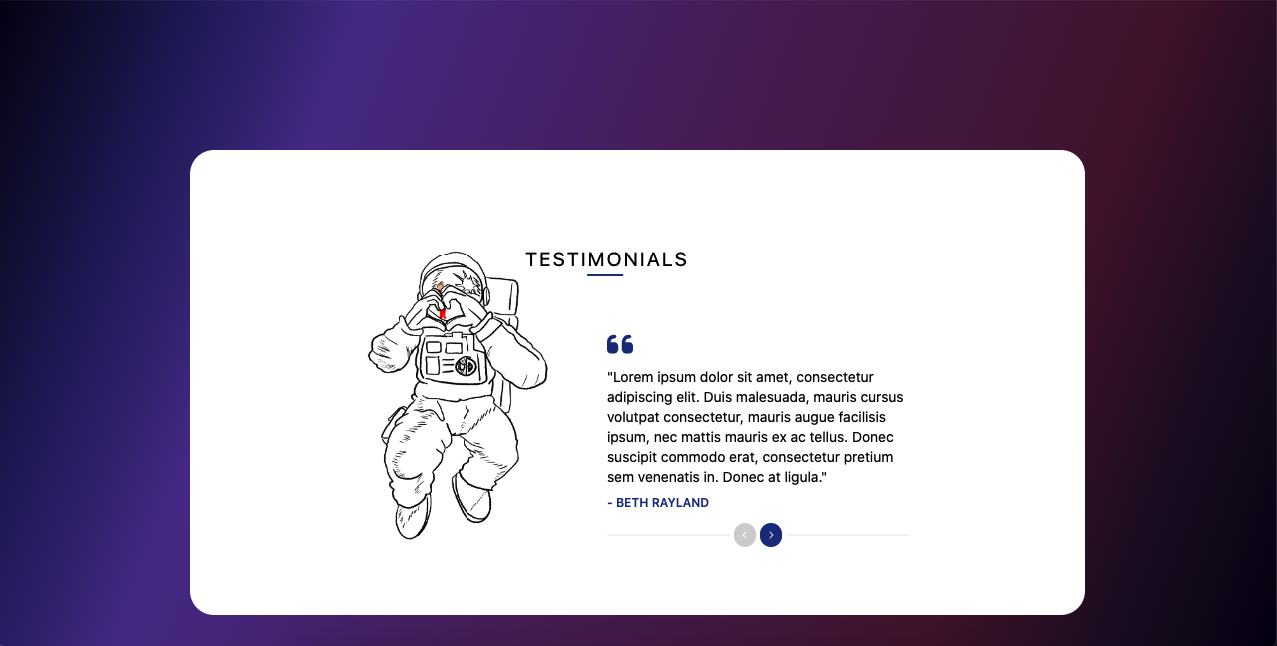 TESTIMONIALS
"Lorem ipsum dolor sit amet, consectetur
adipiscing elit. Duis malesuada, mauris cursus
volutpat consectetur, mauris augue facilisis
ipsum, nec mattis mauris ex ac tellus. Donec
suscipit commodo erat, consectetur pretium
sem venenatis in. Donec at ligula."
- BETH RAYLAND